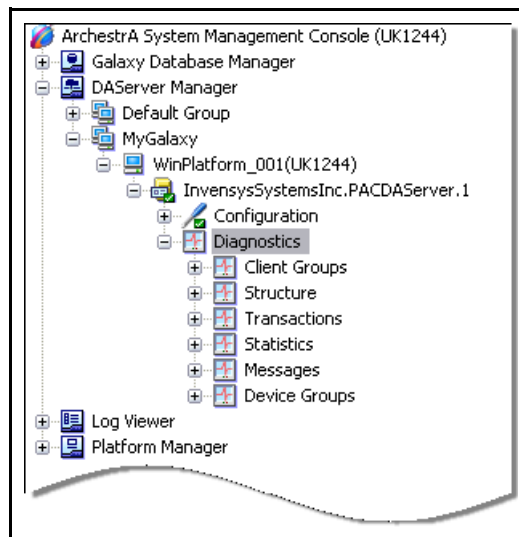 ArchestrA System Management Console (UK1244)
Galaxy Database Manager
DAServer Manager
Default Group
MyGalaxy
WinPlatform_001(UK1244)
InvensysSystemsInc.PACDAServer.1
Configuration
Diagnostics
Client Groups
Structure
Transactions
Statistics
Messages
Device Groups
Log Viewer
Platform Manager